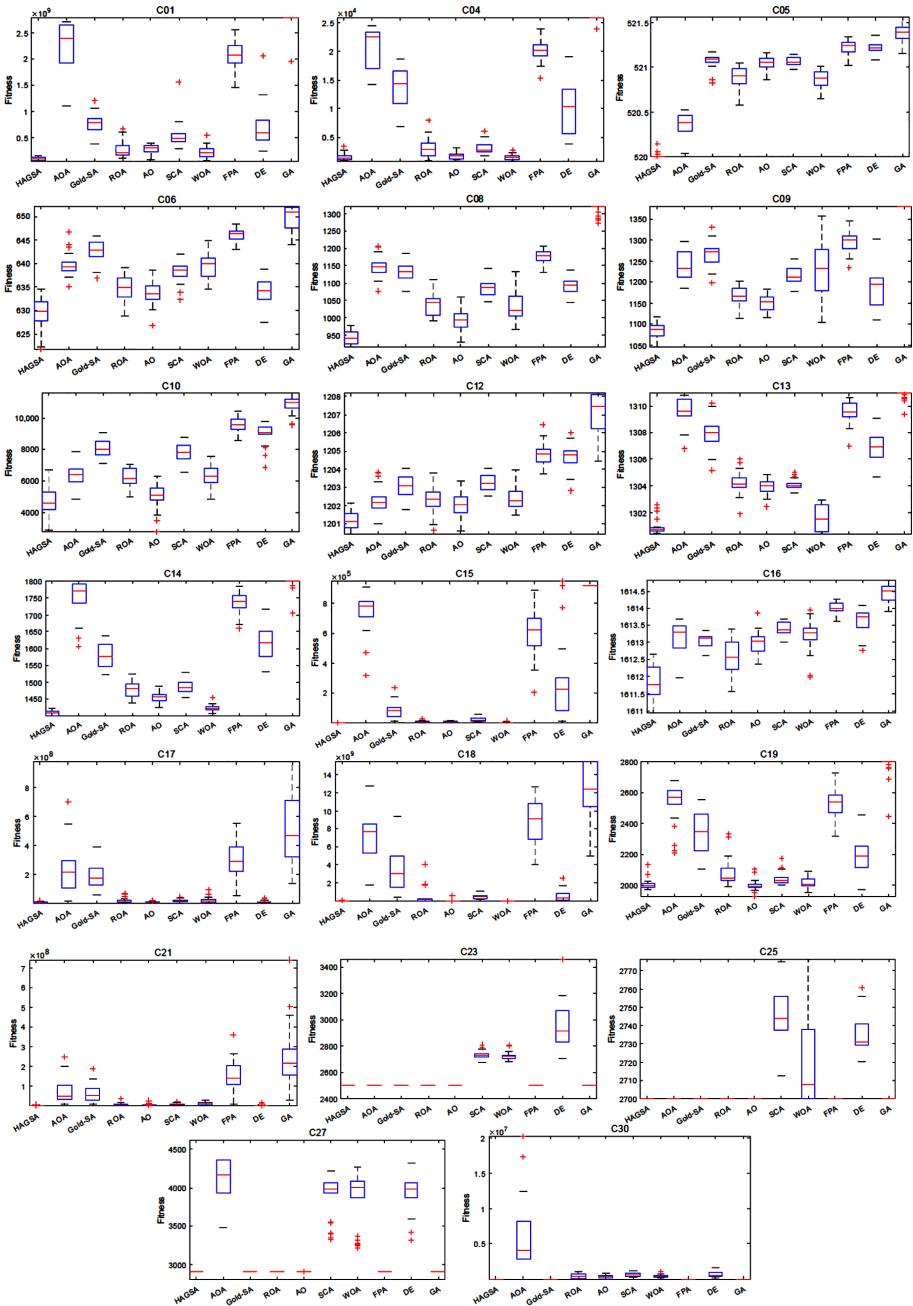 C01
×10⁹
Fitness
2.5
2
1.5
1
0.5
HAGSA AOA Gold-SA ROA AO SCA WOA FPA DE GA
C04
×10⁴
Fitness
2.5
2
1.5
1
0.5
HAGSA AOA Gold-SA ROA AO SCA WOA FPA DE GA
C05
Fitness
521.5
521
520.5
520
HAGSA AOA Gold-SA ROA AO SCA WOA FPA DE GA
C06
Fitness
650
645
640
635
630
625
HAGSA AOA Gold-SA ROA AO SCA WOA FPA DE GA
C08
Fitness
1300
1250
1200
1150
1100
1050
1000
950
HAGSA AOA Gold-SA ROA AO SCA WOA FPA DE GA
C09
Fitness
1350
1300
1250
1200
1150
1100
1050
HAGSA AOA Gold-SA ROA AO SCA WOA FPA DE GA
C10
Fitness
10,000
8000
6000
4000
HAGSA AOA Gold-SA ROA AO SCA WOA FPA DE GA
C12
Fitness
1208
1207
1206
1205
1204
1203
1202
1201
1200
HAGSA AOA Gold-SA ROA AO SCA WOA FPA DE GA
C13
Fitness
1310
1308
1306
1304
1302
HAGSA AOA Gold-SA ROA AO SCA WOA FPA DE GA
C14
Fitness
1800
1750
1700
1650
1600
1550
1500
1450
HAGSA AOA Gold-SA ROA AO SCA WOA FPA DE GA
C15
×10⁵
Fitness
8
6
4
2
HAGSA AOA Gold-SA ROA AO SCA WOA FPA DE GA
C16
Fitness
1614.5
1614
1613.5
1613
1612.5
1612
1611.5
1611
HAGSA AOA Gold-SA ROA AO SCA WOA FPA DE GA
C17
×10⁸
Fitness
8
6
4
2
HAGSA AOA Gold-SA ROA AO SCA WOA FPA DE GA
C18
×10⁹
Fitness
14
12
10
8
6
4
2
HAGSA AOA Gold-SA ROA AO SCA WOA FPA DE GA
C19
Fitness
2800
2600
2400
2200
2000
HAGSA AOA Gold-SA ROA AO SCA WOA FPA DE GA
C21
×10⁸
Fitness
7
6
5
4
3
2
1
HAGSA AOA Gold-SA ROA AO SCA WOA FPA DE GA
C23
Fitness
3400
3200
3000
2800
2600
2400
HAGSA AOA Gold-SA ROA AO SCA WOA FPA DE GA
C25
Fitness
2770
2760
2750
2740
2730
2720
2710
2700
HAGSA AOA Gold-SA ROA AO SCA WOA FPA DE GA
C27
Fitness
4500
4000
3500
3000
HAGSA AOA Gold-SA ROA AO SCA WOA FPA DE GA
C30
×10⁷
Fitness
2
1.5
1
0.5
HAGSA AOA Gold-SA ROA AO SCA WOA FPA DE GA